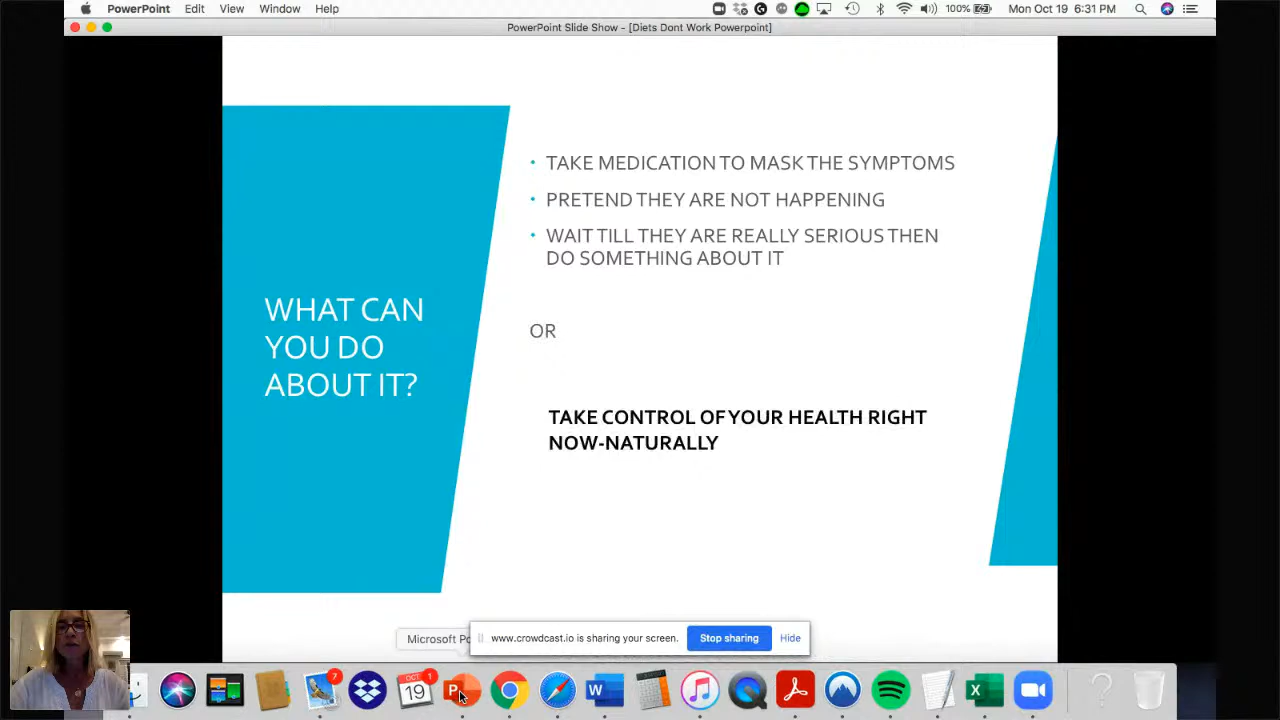 PowerPoint Edit View Window Help 100% Mon Oct 19 6:31 PM
PowerPoint Slide Show - [Diets Dont Work Powerpoint]
WHAT CAN
YOU DO
ABOUT IT?
• TAKE MEDICATION TO MASK THE SYMPTOMS
• PRETEND THEY ARE NOT HAPPENING
• WAIT TILL THEY ARE REALLY SERIOUS THEN
DO SOMETHING ABOUT IT
OR
TAKE CONTROL OF YOUR HEALTH RIGHT
NOW-NATURALLY
Microsoft Po
www.crowdcast.io is sharing your screen. Stop sharing Hide
7
OCT 1
19
P
W
X
?